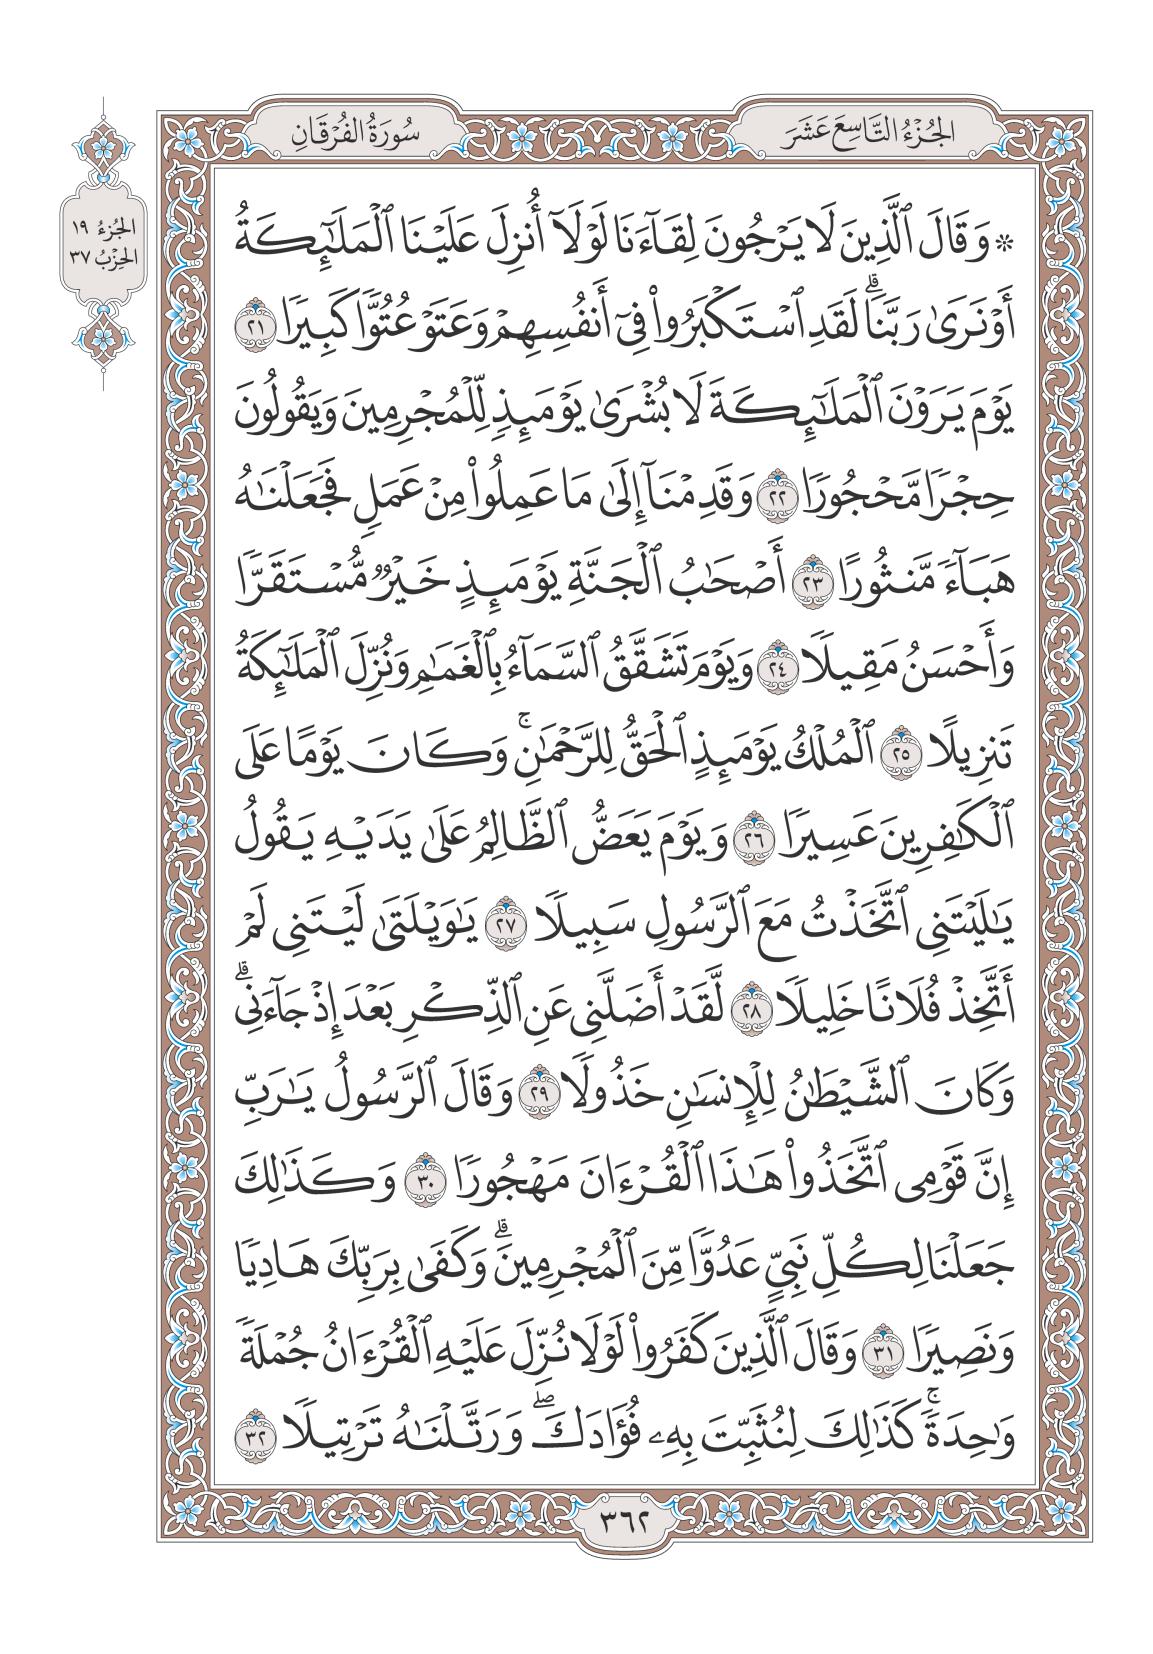 الجُزْءُ التَّاسِعَ عَشَرَ
سُورَةُ الفُرْقَانِ
الجُزءُ ١٩
الحِزْبُ ٣٧
۞ وَقَالَ ٱلَّذِينَ لَا يَرْجُونَ لِقَآءَنَا لَوْلَآ أُنزِلَ عَلَيْنَا ٱلْمَلَٰٓئِكَةُ
أَوْ نَرَىٰ رَبَّنَاۗ لَقَدِ ٱسْتَكْبَرُوا۟ فِىٓ أَنفُسِهِمْ وَعَتَوْ عُتُوًّا كَبِيرًا ٢١
يَوْمَ يَرَوْنَ ٱلْمَلَٰٓئِكَةَ لَا بُشْرَىٰ يَوْمَئِذٍ لِّلْمُجْرِمِينَ وَيَقُولُونَ
حِجْرًا مَّحْجُورًا ٢٢ وَقَدِمْنَآ إِلَىٰ مَا عَمِلُوا۟ مِنْ عَمَلٍ فَجَعَلْنَٰهُ
هَبَآءً مَّنثُورًا ٢٣ أَصْحَٰبُ ٱلْجَنَّةِ يَوْمَئِذٍ خَيْرٌ مُّسْتَقَرًّا
وَأَحْسَنُ مَقِيلًا ٢٤ وَيَوْمَ تَشَقَّقُ ٱلسَّمَآءُ بِٱلْغَمَٰمِ وَنُزِّلَ ٱلْمَلَٰٓئِكَةُ
تَنزِيلًا ٢٥ ٱلْمُلْكُ يَوْمَئِذٍ ٱلْحَقُّ لِلرَّحْمَٰنِۚ وَكَانَ يَوْمًا عَلَى
ٱلْكَٰفِرِينَ عَسِيرًا ٢٦ وَيَوْمَ يَعَضُّ ٱلظَّالِمُ عَلَىٰ يَدَيْهِ يَقُولُ
يَٰلَيْتَنِى ٱتَّخَذْتُ مَعَ ٱلرَّسُولِ سَبِيلًا ٢٧ يَٰوَيْلَتَىٰ لَيْتَنِى لَمْ
أَتَّخِذْ فُلَانًا خَلِيلًا ٢٨ لَّقَدْ أَضَلَّنِى عَنِ ٱلذِّكْرِ بَعْدَ إِذْ جَآءَنِىۗ
وَكَانَ ٱلشَّيْطَٰنُ لِلْإِنسَٰنِ خَذُولًا ٢٩ وَقَالَ ٱلرَّسُولُ يَٰرَبِّ
إِنَّ قَوْمِى ٱتَّخَذُوا۟ هَٰذَا ٱلْقُرْءَانَ مَهْجُورًا ٣٠ وَكَذَٰلِكَ
جَعَلْنَا لِكُلِّ نَبِىٍّ عَدُوًّا مِّنَ ٱلْمُجْرِمِينَۗ وَكَفَىٰ بِرَبِّكَ هَادِيًا
وَنَصِيرًا ٣١ وَقَالَ ٱلَّذِينَ كَفَرُوا۟ لَوْلَا نُزِّلَ عَلَيْهِ ٱلْقُرْءَانُ جُمْلَةً
وَٰحِدَةًۚ كَذَٰلِكَ لِنُثَبِّتَ بِهِۦ فُؤَادَكَۖ وَرَتَّلْنَٰهُ تَرْتِيلًا ٣٢
٣٦٢